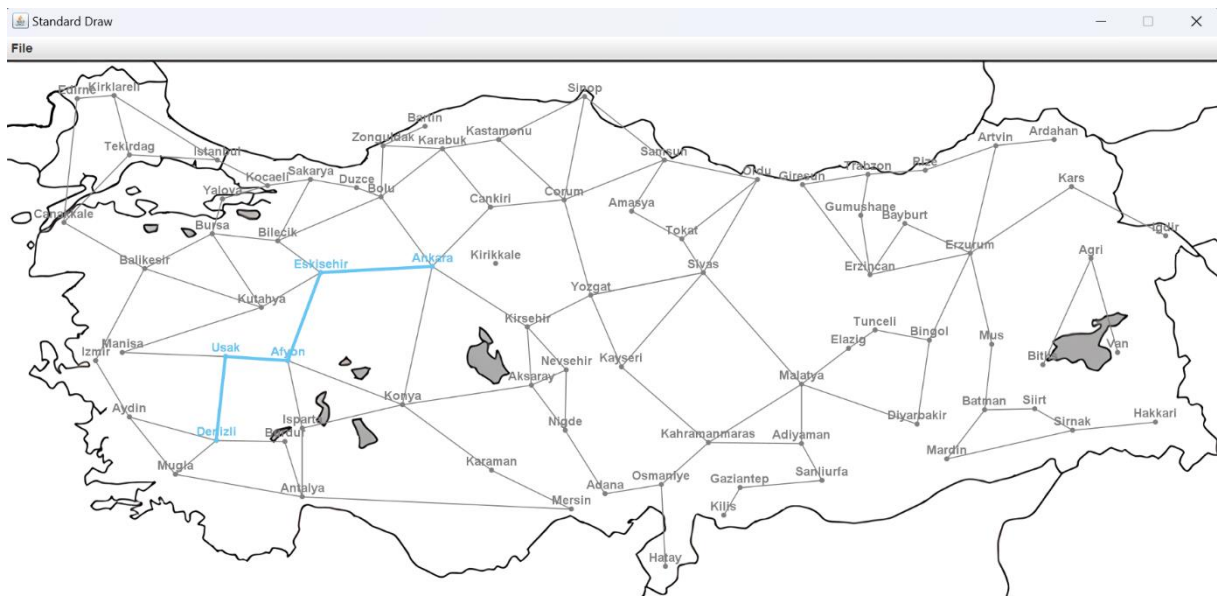 Standard Draw
File
Edirne
Kirklareli
Tekirdag
Istanbul
Kocaeli
Yalova
Sakarya
Duzce
Zonguldak
Bartin
Karabuk
Kastamonu
Sinop
Bolu
Cankiri
Corum
Samsun
Amasya
Ordu
Giresun
Trabzon
Rize
Artvin
Ardahan
Kars
Gumushane
Bayburt
Canakkale
Bursa
Bilecik
Tokat
Erzurum
Igdir
Agri
Balikesir
Eskisehir
Ankara
Kirikkale
Sivas
Erzincan
Kutahya
Yozgat
Kirsehir
Tunceli
Elazig
Bingol
Mus
Izmir
Manisa
Usak
Afyon
Nevsehir
Kayseri
Bitlis
Van
Aksaray
Malatya
Aydin
Konya
Isparta
Nigde
Diyarbakir
Batman
Siirt
Hakkari
Sirnak
Denizli
Burdur
Kahramanmaras
Adiyaman
Mardin
Mugla
Karaman
Adana
Osmaniye
Gaziantep
Sanliurfa
Antalya
Mersin
Kilis
Hatay